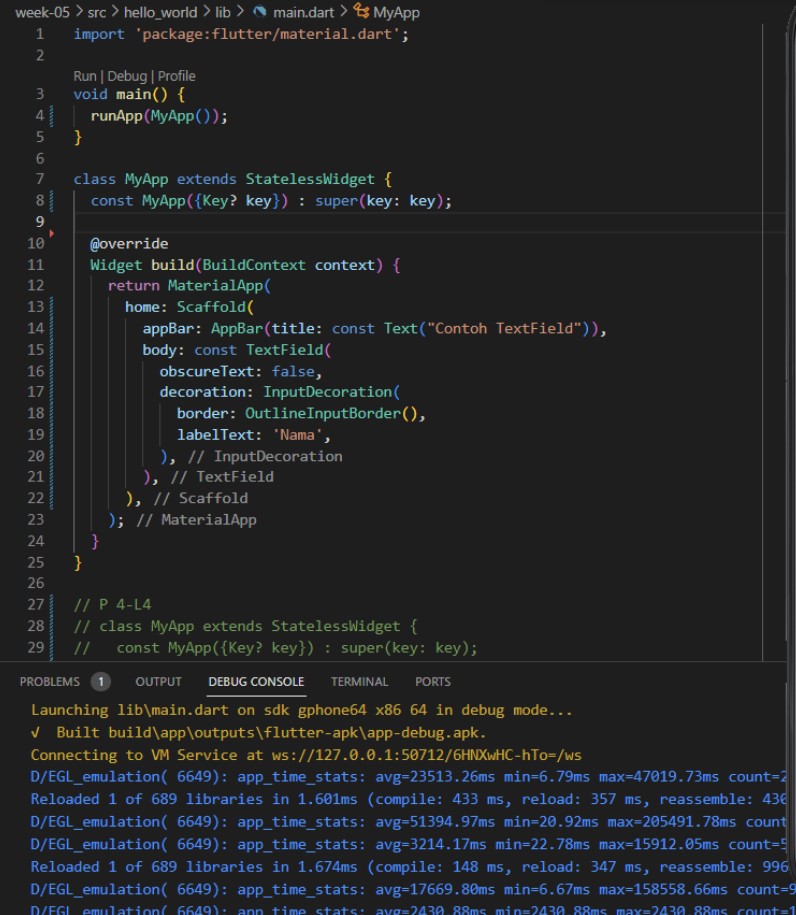 week-05 > src > hello_world > lib > main.dart > MyApp
1 import 'package:flutter/material.dart';
2
Run | Debug | Profile
3 void main() {
4   runApp(MyApp());
5 }
6
7 class MyApp extends StatelessWidget {
8   const MyApp({Key? key}) : super(key: key);
9
10   @override
11   Widget build(BuildContext context) {
12     return MaterialApp(
13       home: Scaffold(
14         appBar: AppBar(title: const Text("Contoh TextField")),
15         body: const TextField(
16           obscureText: false,
17           decoration: InputDecoration(
18             border: OutlineInputBorder(),
19             labelText: 'Nama',
20           ), // InputDecoration
21         ), // TextField
22       ), // Scaffold
23     ); // MaterialApp
24   }
25 }
26
27 // P 4-L4
28 // class MyApp extends StatelessWidget {
29 //   const MyApp({Key? key}) : super(key: key);
PROBLEMS 1 OUTPUT DEBUG CONSOLE TERMINAL PORTS
Launching lib\main.dart on sdk gphone64 x86 64 in debug mode...
√  Built build\app\outputs\flutter-apk\app-debug.apk.
Connecting to VM Service at ws://127.0.0.1:50712/6HNXwHC-hTo=/ws
D/EGL_emulation( 6649): app_time_stats: avg=23513.26ms min=6.79ms max=47019.73ms count=2
Reloaded 1 of 689 libraries in 1.601ms (compile: 433 ms, reload: 357 ms, reassemble: 430
D/EGL_emulation( 6649): app_time_stats: avg=51394.97ms min=20.92ms max=205491.78ms count
D/EGL_emulation( 6649): app_time_stats: avg=3214.17ms min=22.78ms max=15912.05ms count=5
Reloaded 1 of 689 libraries in 1.674ms (compile: 148 ms, reload: 347 ms, reassemble: 996
D/EGL_emulation( 6649): app_time_stats: avg=17669.80ms min=6.67ms max=158558.66ms count=9
D/EGL_emulation( 6649): app_time_stats: avg=2430.88ms min=2430.88ms max=2430.88ms count=1